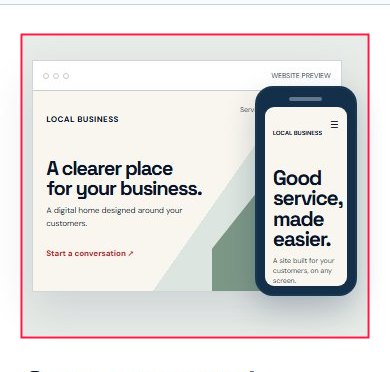 WEBSITE PREVIEW
LOCAL BUSINESS
A clearer place
for your business.
A digital home designed around your
customers.
Start a conversation ↗
LOCAL BUSINESS
Good
service,
made
easier.
A site built for your
customers, on any
screen.